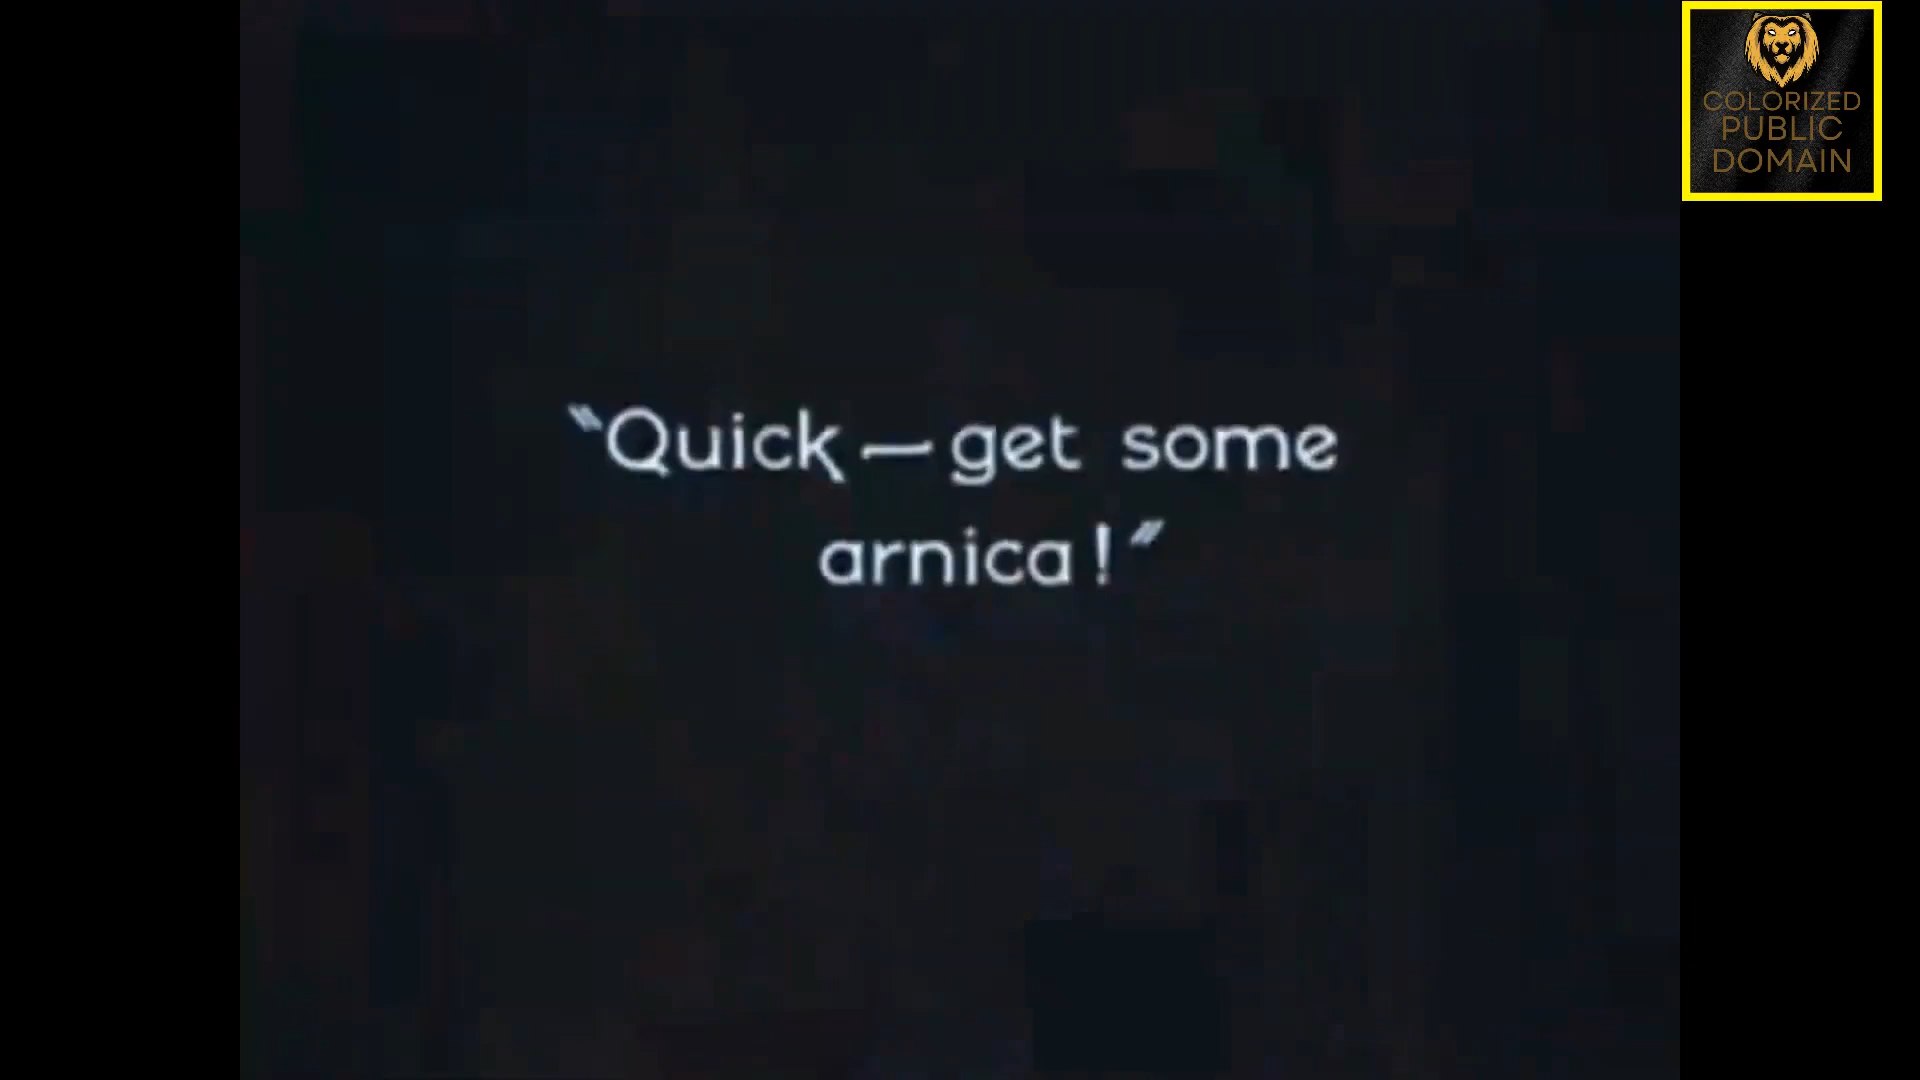 "Quick—get some
arnica!"
COLORIZED
PUBLIC
DOMAIN